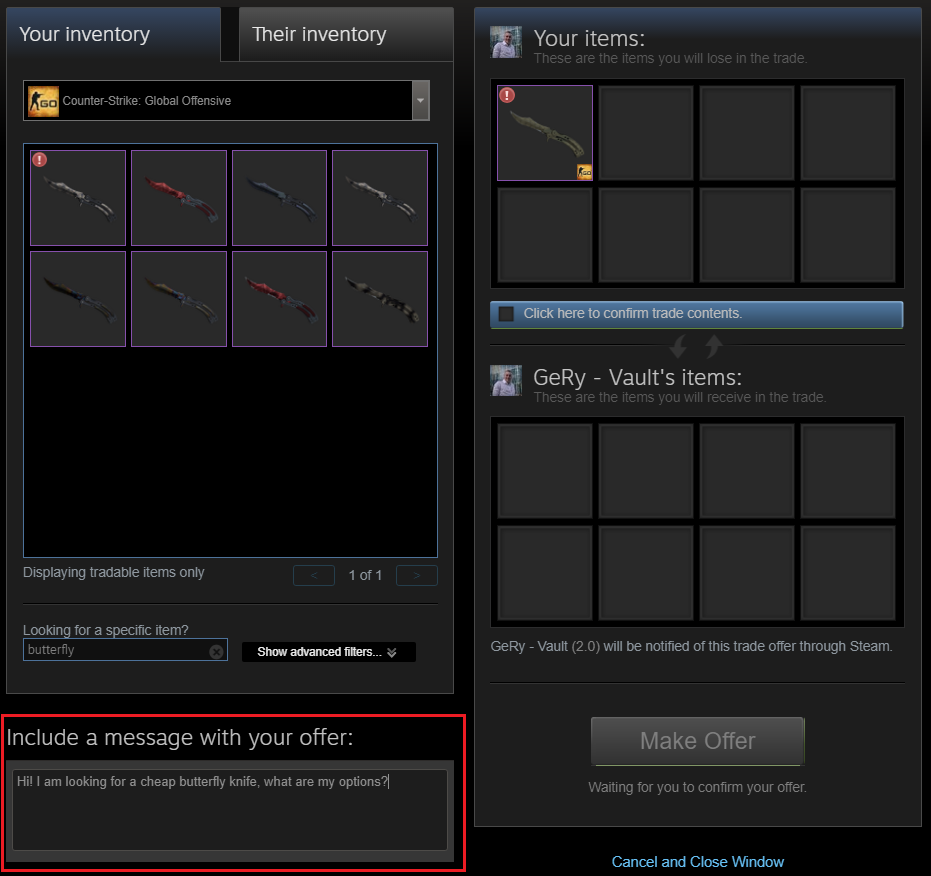 Your inventory
Their inventory
GO
Counter-Strike: Global Offensive
!
Displaying tradable items only
<
1 of 1
>
Looking for a specific item?
butterfly
Show advanced filters...
Include a message with your offer:
Hi! I am looking for a cheap butterfly knife, what are my options?
Your items:
These are the items you will lose in the trade.
!
GO
Click here to confirm trade contents.
GeRy - Vault's items:
These are the items you will receive in the trade.
GeRy - Vault (2.0) will be notified of this trade offer through Steam.
Make Offer
Waiting for you to confirm your offer.
Cancel and Close Window